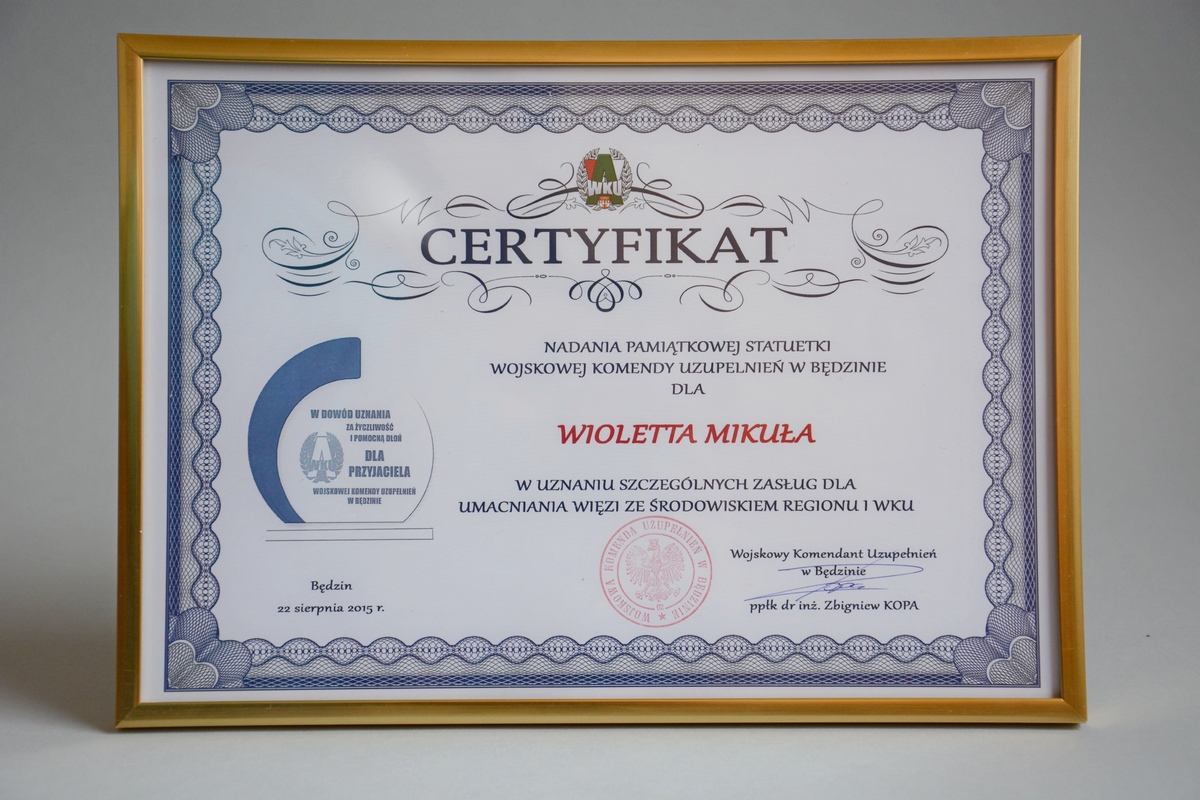 WKU
CERTYFIKAT
NADANIA PAMIĄTKOWEJ STATUETKI
WOJSKOWEJ KOMENDY UZUPEŁNIEŃ W BĘDZINIE
DLA
WIOLETTA MIKUŁA
W UZNANIU SZCZEGÓLNYCH ZASŁUG DLA
UMACNIANIA WIĘZI ZE ŚRODOWISKIEM REGIONU I WKU
W DOWÓD UZNANIA
ZA ŻYCZLIWOŚĆ
I POMOCNĄ DŁOŃ
WKU
DLA
PRZYJACIELA
WOJSKOWEJ KOMENDY UZUPEŁNIEŃ
W BĘDZINIE
Będzin
22 sierpnia 2015 r.
WOJSKOWA KOMENDA UZUPEŁNIEŃ W BĘDZINIE
Wojskowy Komendant Uzupełnień
w Będzinie
ppłk dr inż. Zbigniew KOPA